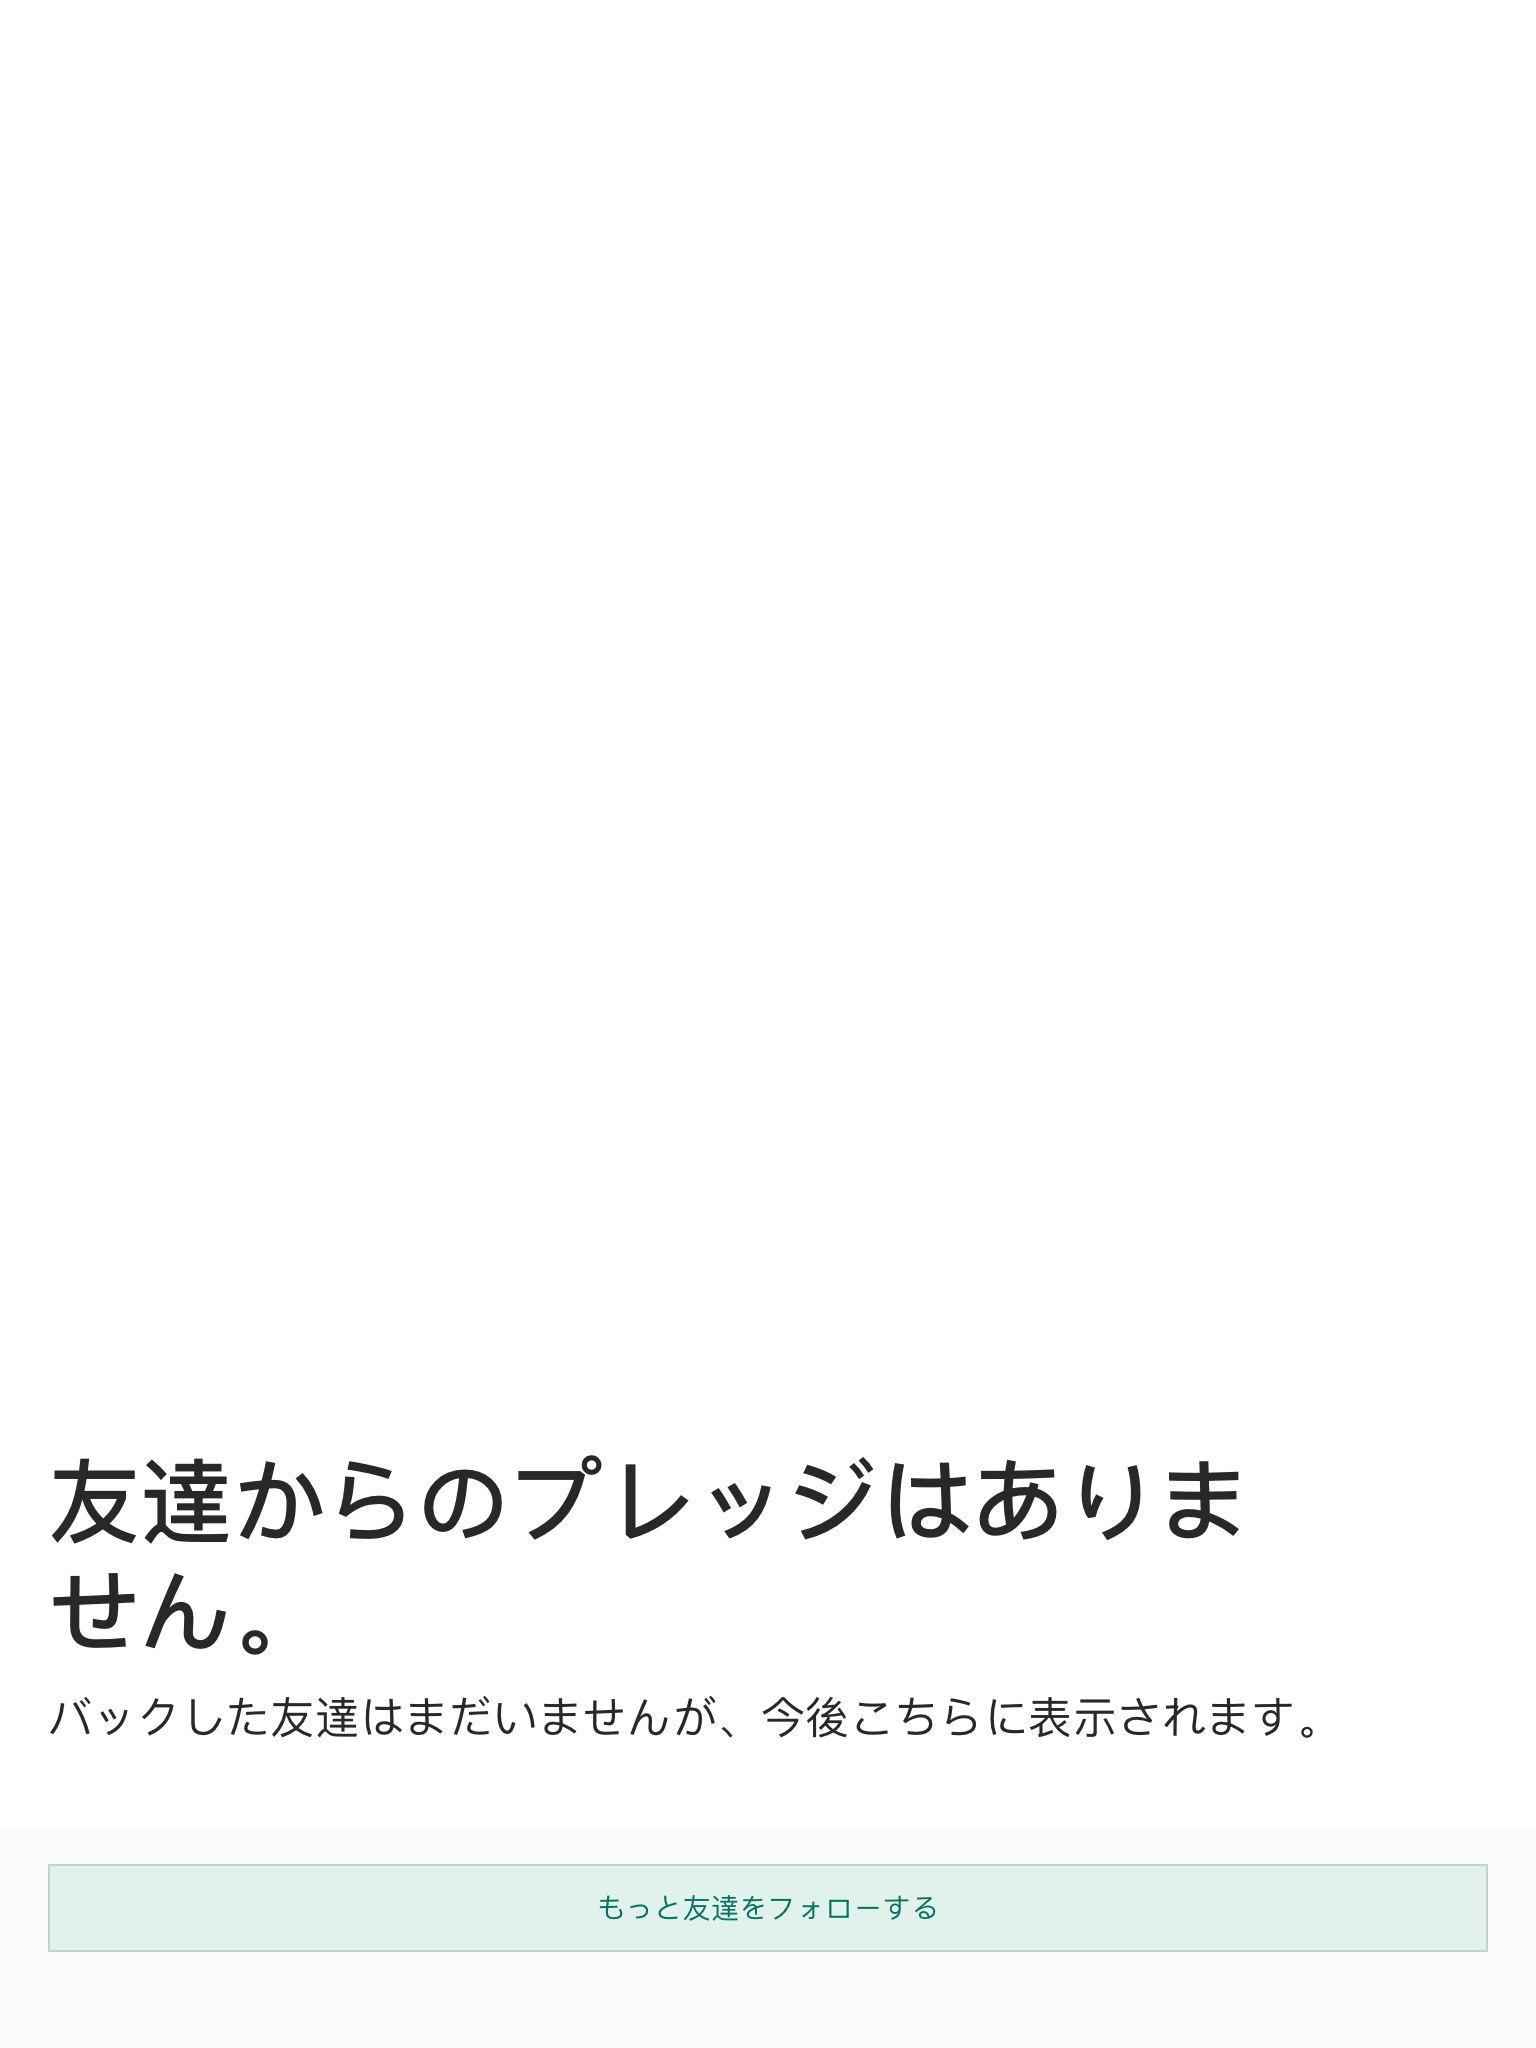 友達からのプレッジはありま
せん。
バックした友達はまだいませんが、今後こちらに表示されます。
もっと友達をフォローする